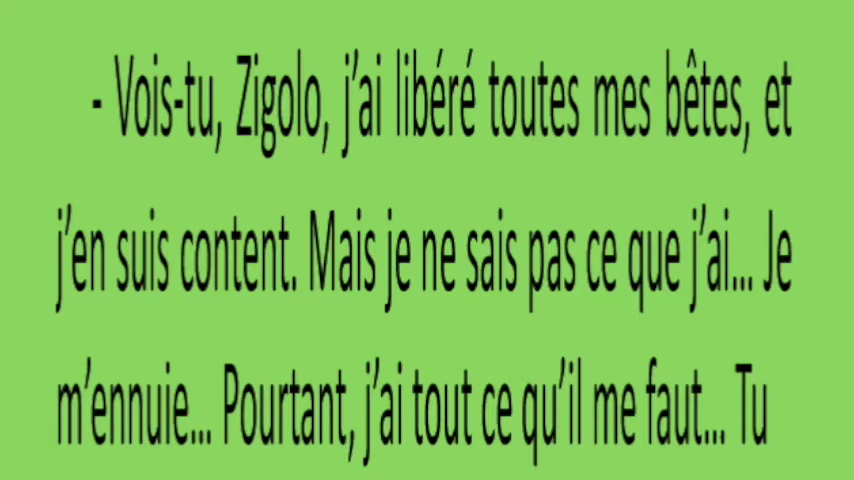 - Vois-tu, Zigolo, j’ai libéré toutes mes bêtes, et
j’en suis content. Mais je ne sais pas ce que j’ai... Je
m’ennuie... Pourtant, j’ai tout ce qu’il me faut... Tu